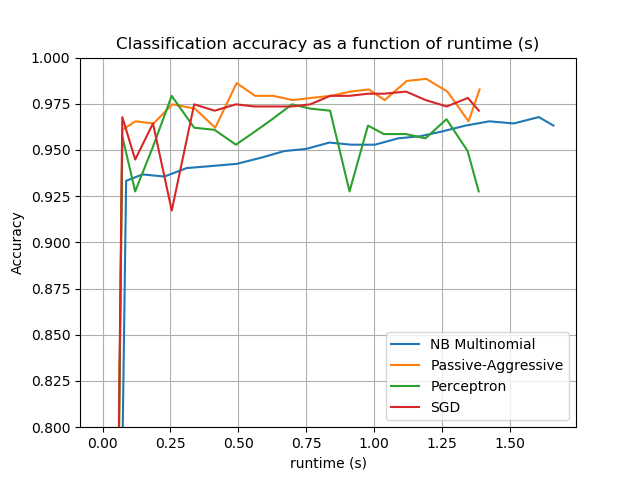 Classification accuracy as a function of runtime (s)
1.000
0.975
0.950
0.925
0.900
0.875
0.850
0.825
0.800
Accuracy
0.00 0.25 0.50 0.75 1.00 1.25 1.50
runtime (s)
NB Multinomial
Passive-Aggressive
Perceptron
SGD